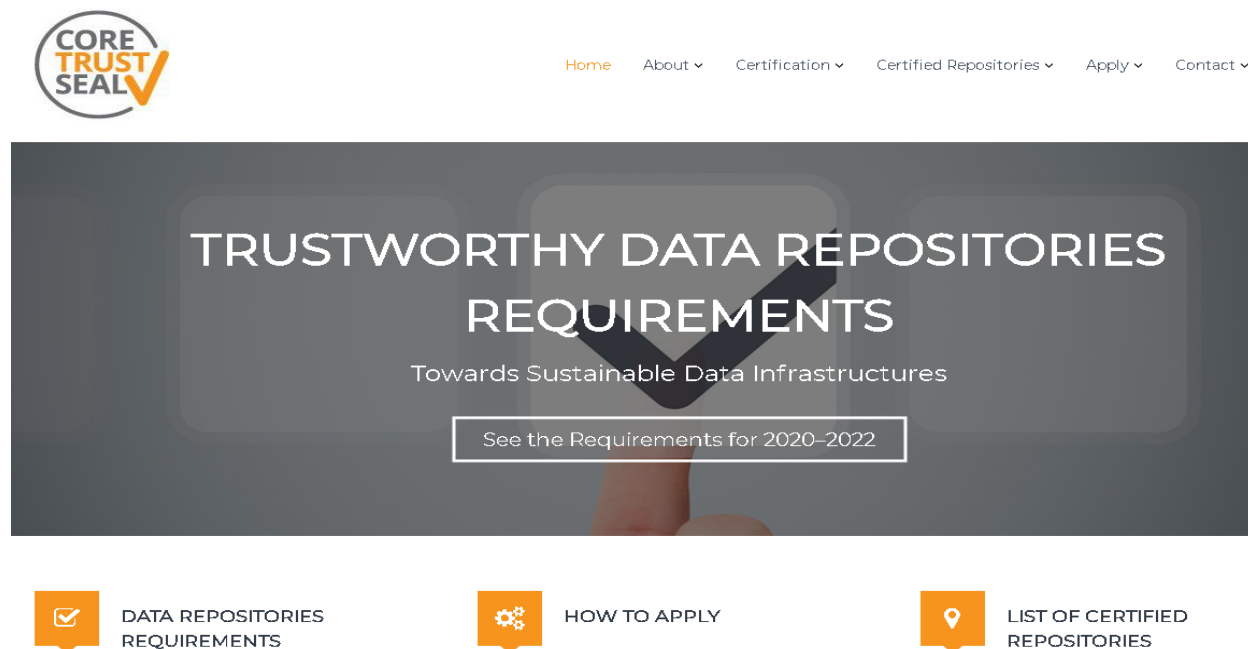 CORE
TRUST
SEAL
Home About Certification Certified Repositories Apply Contact
TRUSTWORTHY DATA REPOSITORIES
REQUIREMENTS
Towards Sustainable Data Infrastructures
See the Requirements for 2020–2022
DATA REPOSITORIES
REQUIREMENTS
HOW TO APPLY
LIST OF CERTIFIED
REPOSITORIES